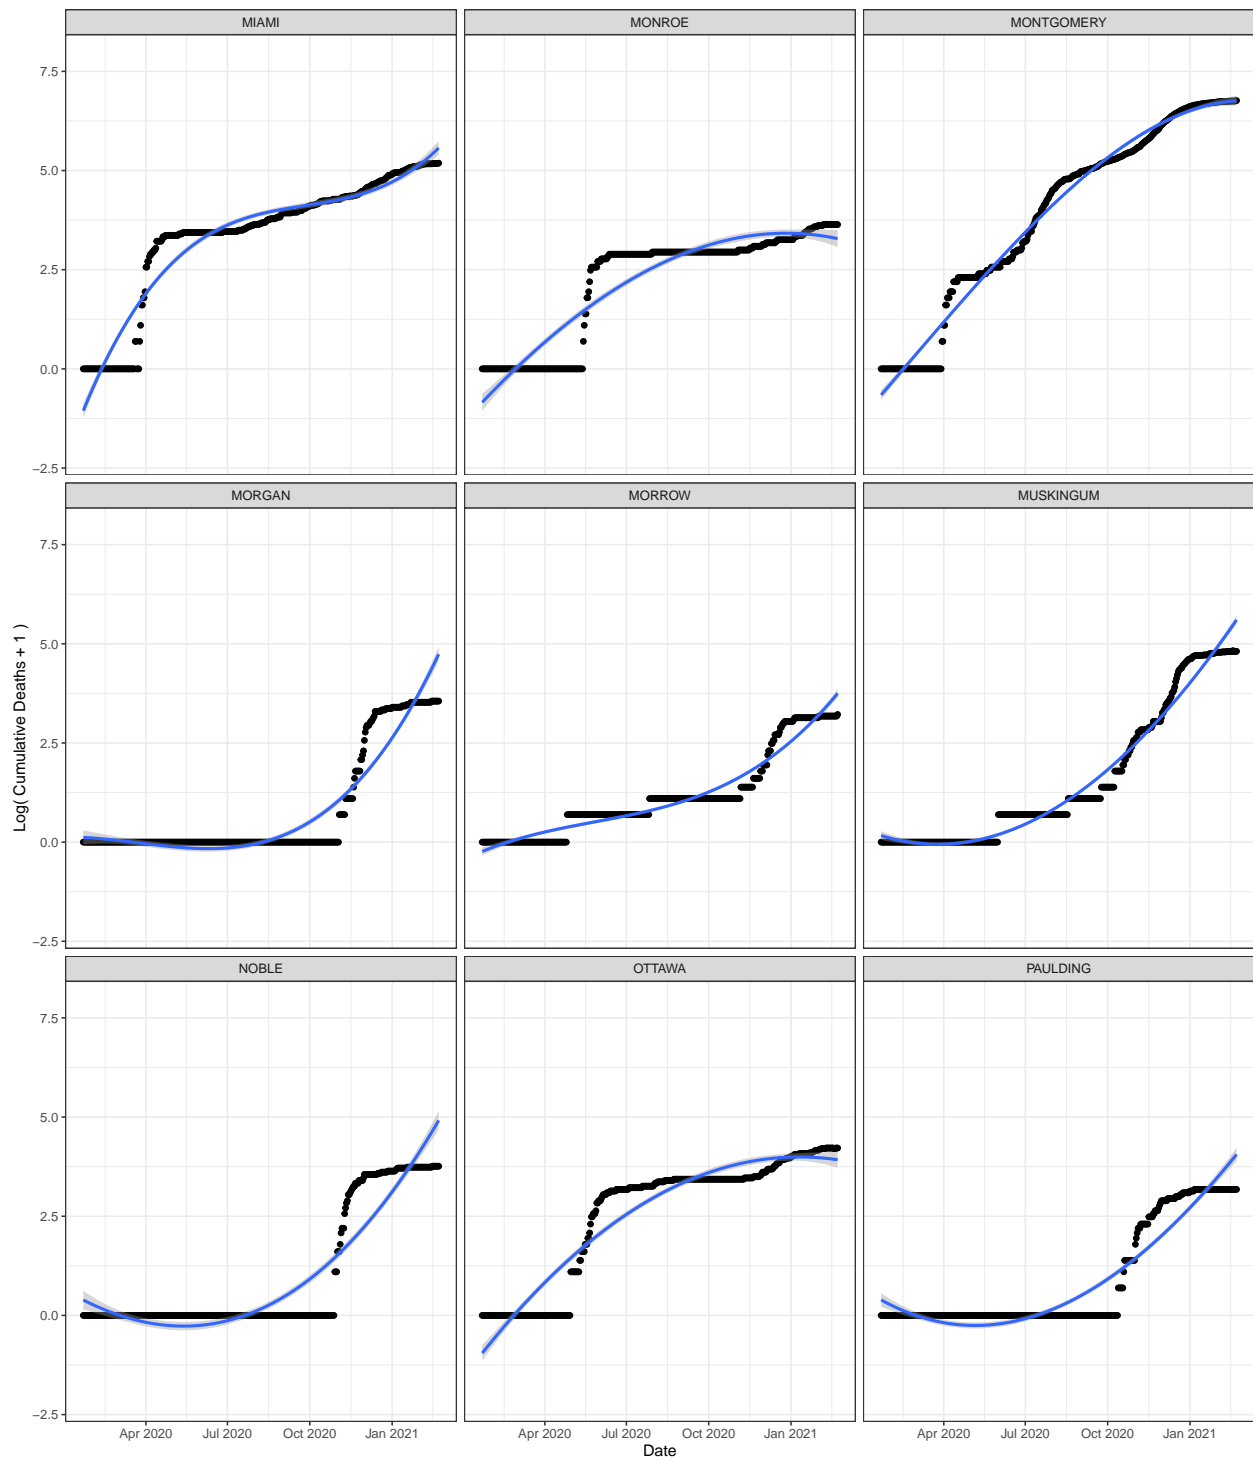 MIAMI MONROE MONTGOMERY
7.5
5.0
2.5
0.0
−2.5
MORGAN MORROW MUSKINGUM
7.5
5.0
2.5
0.0
−2.5
NOBLE OTTAWA PAULDING
7.5
5.0
2.5
0.0
−2.5
Log( Cumulative Deaths + 1 )
Apr 2020 Jul 2020 Oct 2020 Jan 2021 Apr 2020 Jul 2020 Oct 2020 Jan 2021 Apr 2020 Jul 2020 Oct 2020 Jan 2021
Date